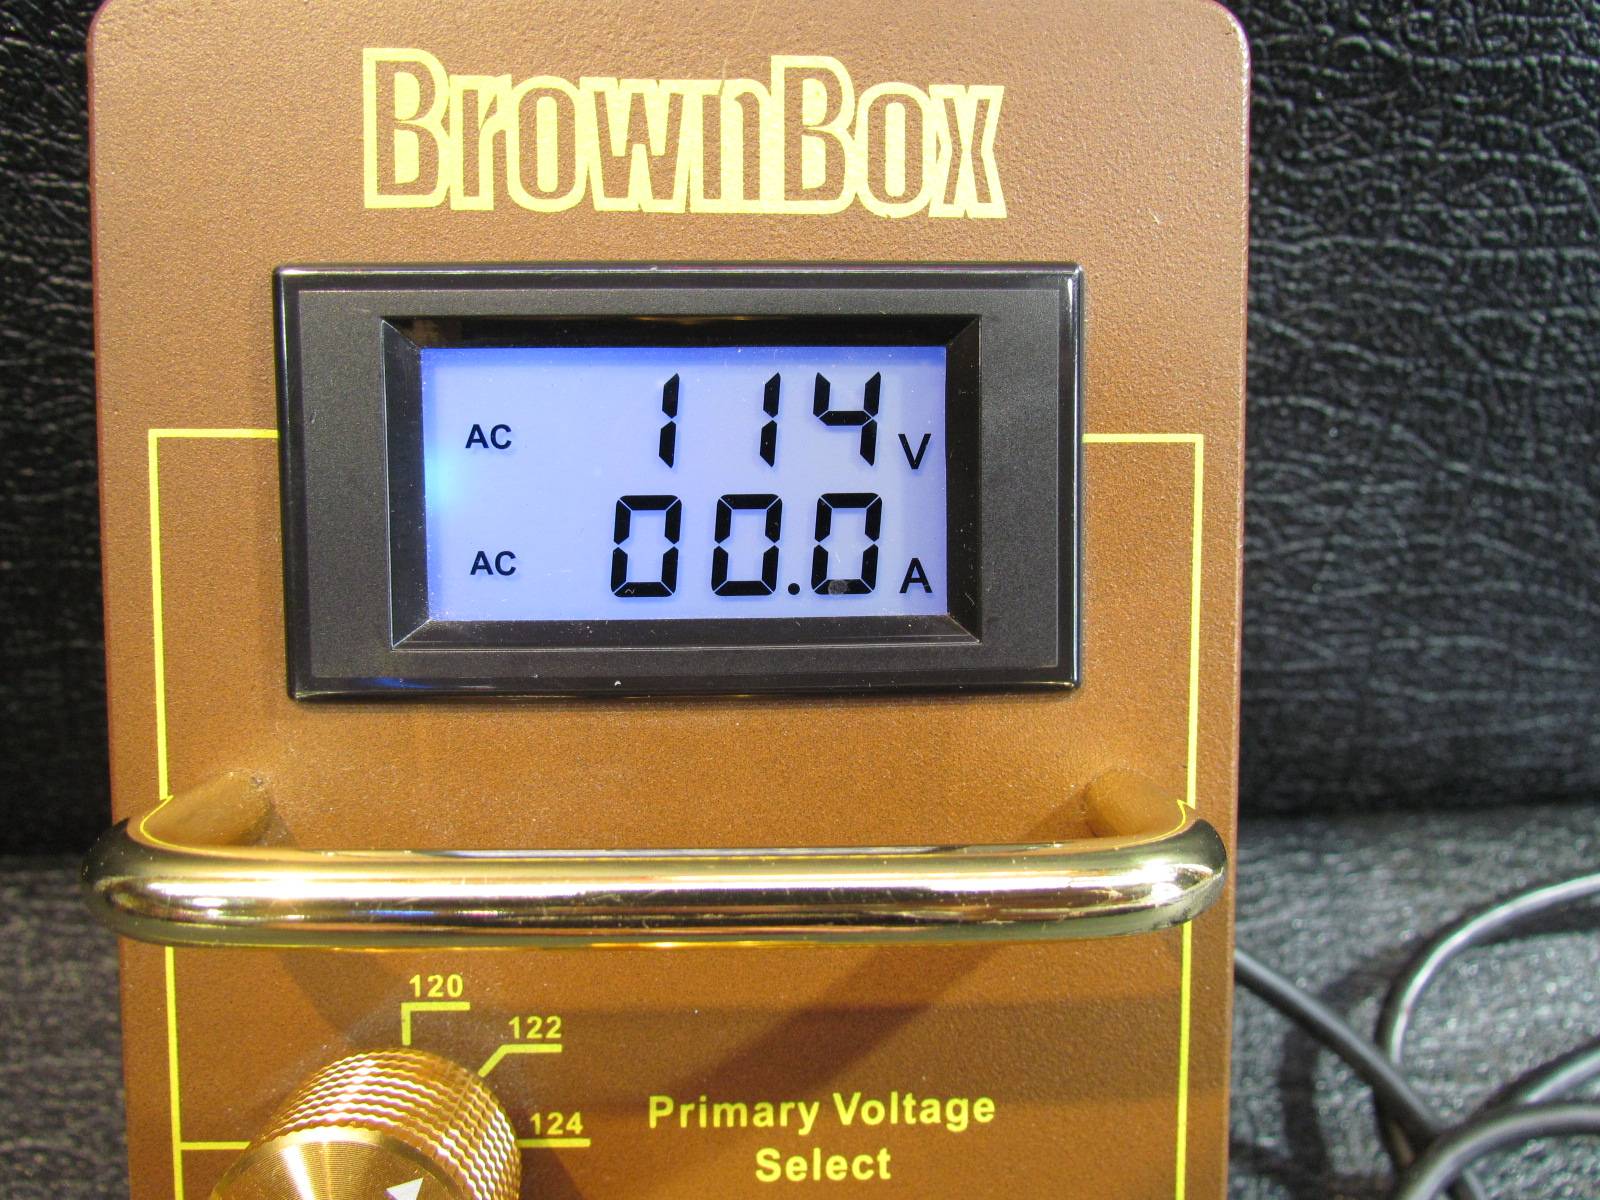 BrownBox
AC 114 V
AC 00.0 A
120
122
124
Primary Voltage
Select